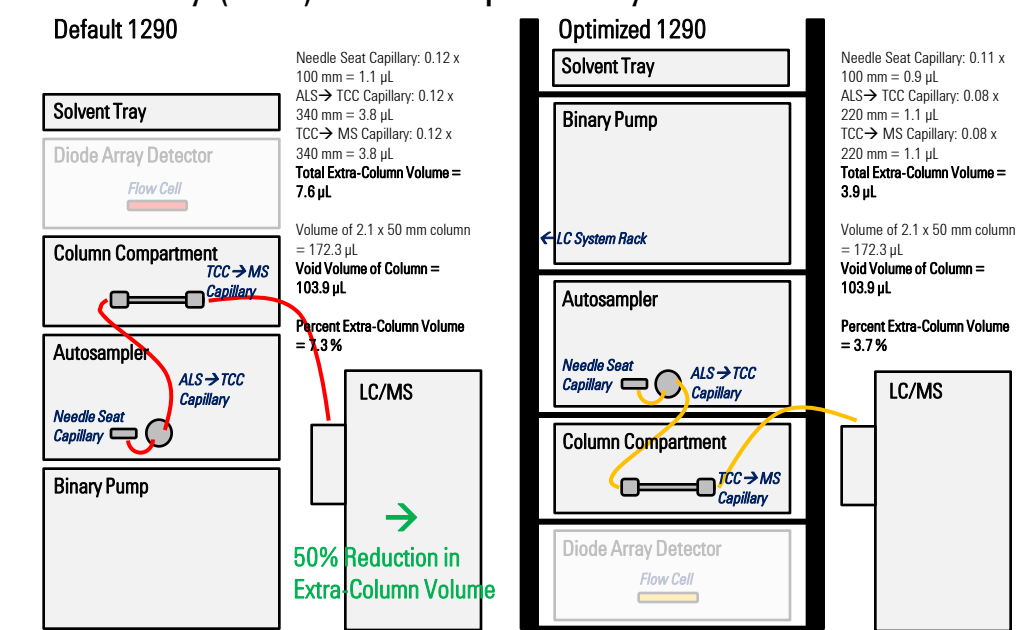 Default 1290
Needle Seat Capillary: 0.12 x
100 mm = 1.1 µL
ALS→ TCC Capillary: 0.12 x
340 mm = 3.8 µL
TCC→ MS Capillary: 0.12 x
340 mm = 3.8 µL
Total Extra-Column Volume =
7.6 µL
Volume of 2.1 x 50 mm column
= 172.3 µL
Void Volume of Column =
103.9 µL
Percent Extra-Column Volume
= 7.3 %
Solvent Tray
Diode Array Detector
Flow Cell
Column Compartment
TCC→MS
Capillary
Autosampler
ALS→TCC
Capillary
Needle Seat
Capillary
Binary Pump
LC/MS
→
50% Reduction in
Extra-Column Volume
Optimized 1290
Solvent Tray
Binary Pump
←LC System Rack
Autosampler
Needle Seat
Capillary
ALS→TCC
Capillary
Column Compartment
TCC→MS
Capillary
Diode Array Detector
Flow Cell
Needle Seat Capillary: 0.11 x
100 mm = 0.9 µL
ALS→ TCC Capillary: 0.08 x
220 mm = 1.1 µL
TCC→ MS Capillary: 0.08 x
220 mm = 1.1 µL
Total Extra-Column Volume =
3.9 µL
Volume of 2.1 x 50 mm column
= 172.3 µL
Void Volume of Column =
103.9 µL
Percent Extra-Column Volume
= 3.7 %
LC/MS